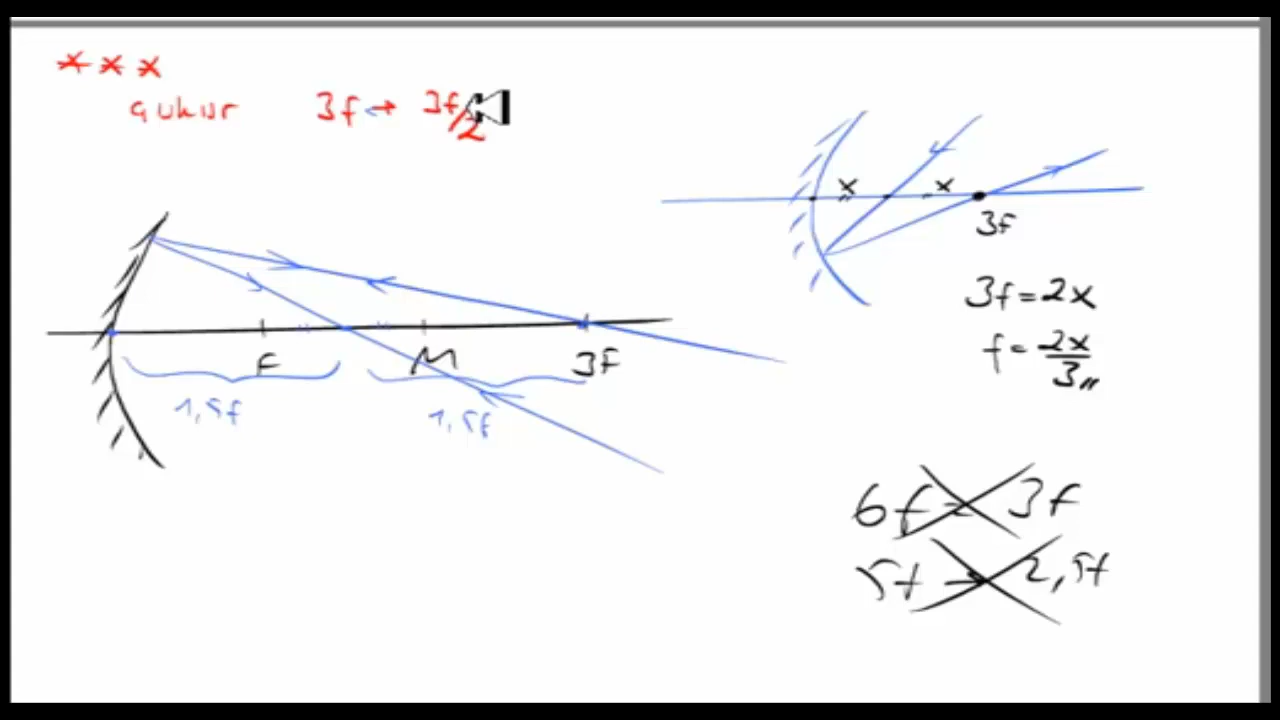 * * *
çukur 3f ↔ 3f/2
x x
3f
F M 3F
1,5f 1,5f
3f = 2x
f = 2x/3
6f → 3f
5f → 2,5f